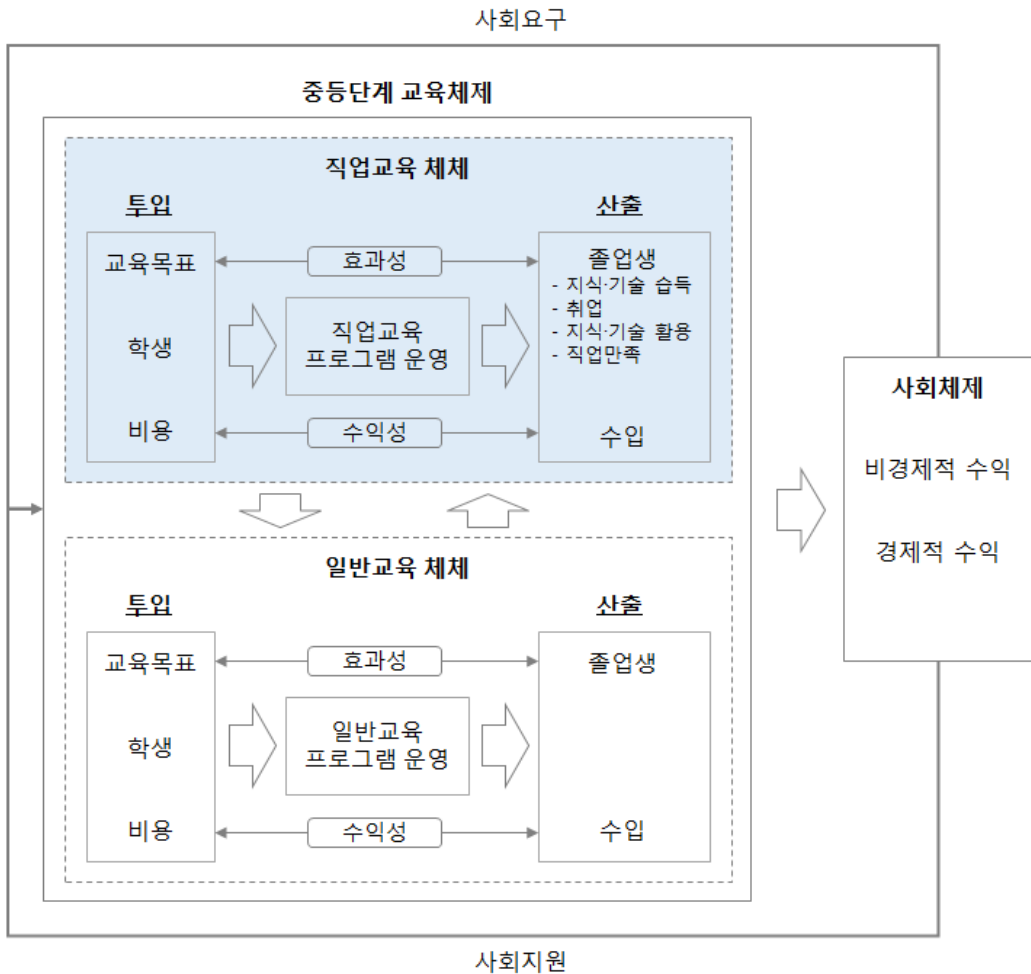 사회요구
중등단계 교육체제
직업교육 체체
투입
산출
교육목표
효과성
졸업생
- 지식·기술 습득
- 취업
- 지식·기술 활용
- 직업만족
학생
직업교육
프로그램 운영
비용
수익성
수입
일반교육 체체
투입
산출
교육목표
효과성
졸업생
학생
일반교육
프로그램 운영
비용
수익성
수입
사회체제
비경제적 수익
경제적 수익
사회지원